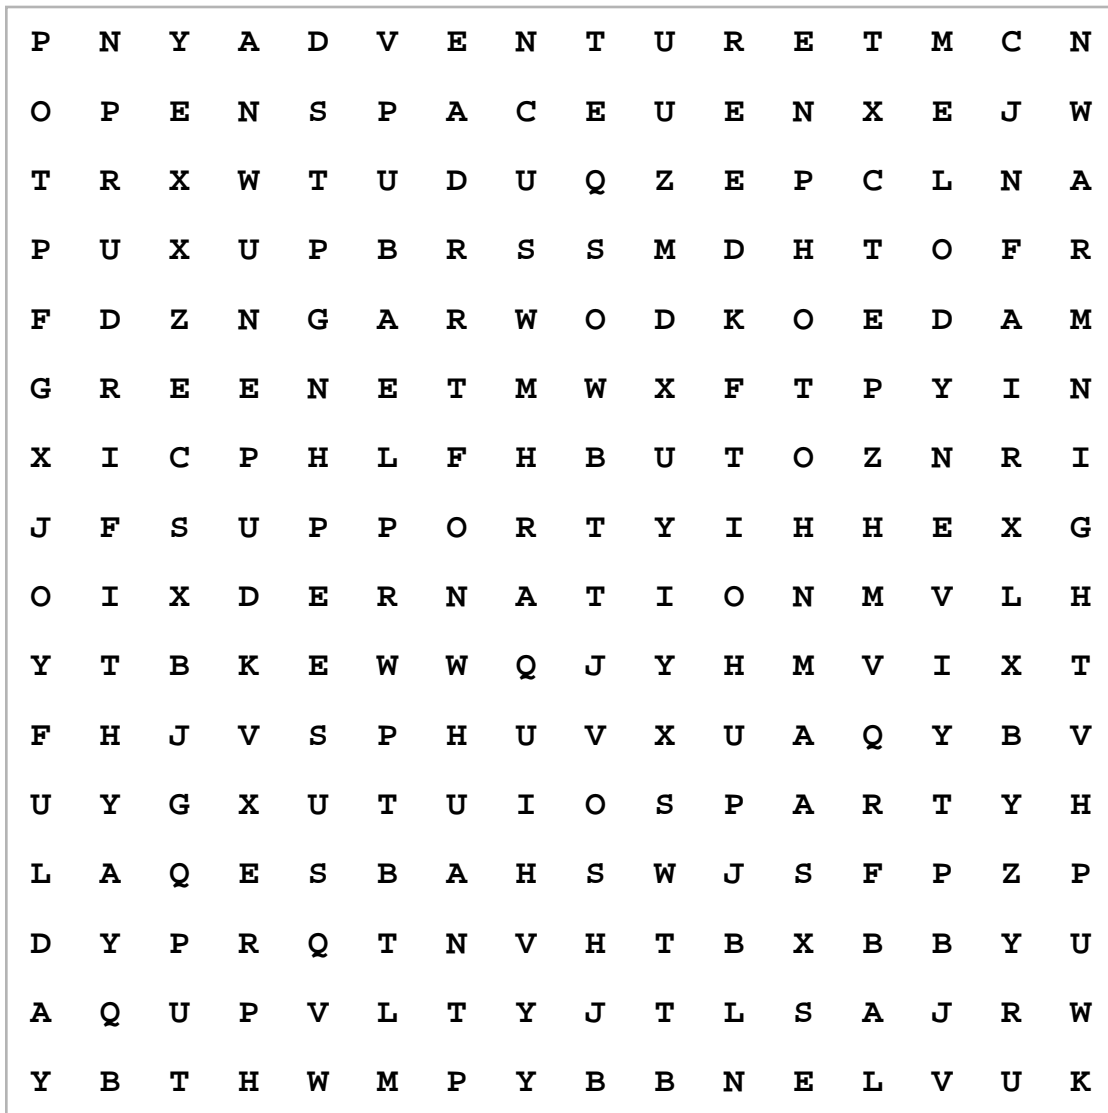 P N Y A D V E N T U R E T M C N
O P E N S P A C E U E N X E J W
T R X W T U D U Q Z E P C L N A
P U X U P B R S S M D H T O F R
F D Z N G A R W O D K O E D A M
G R E E N E T M W X F T P Y I N
X I C P H L F H B U T O Z N R I
J F S U P P O R T Y I H H E X G
O I X D E R N A T I O N M V L H
Y T B K E W W Q J Y H M V I X T
F H J V S P H U V X U A Q Y B V
U Y G X U T U I O S P A R T Y H
L A Q E S B A H S W J S F P Z P
D Y P R Q T N V H T B X B B Y U
A Q U P V L T Y J T L S A J R W
Y B T H W M P Y B B N E L V U K